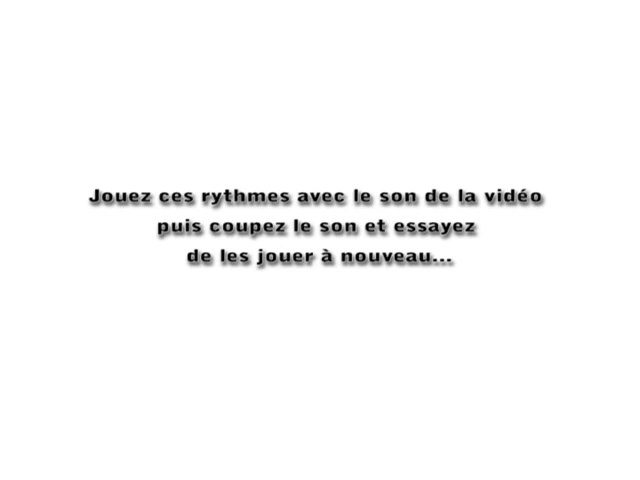 Jouez ces rythmes avec le son de la vidéo
puis coupez le son et essayez
de les jouer à nouveau...